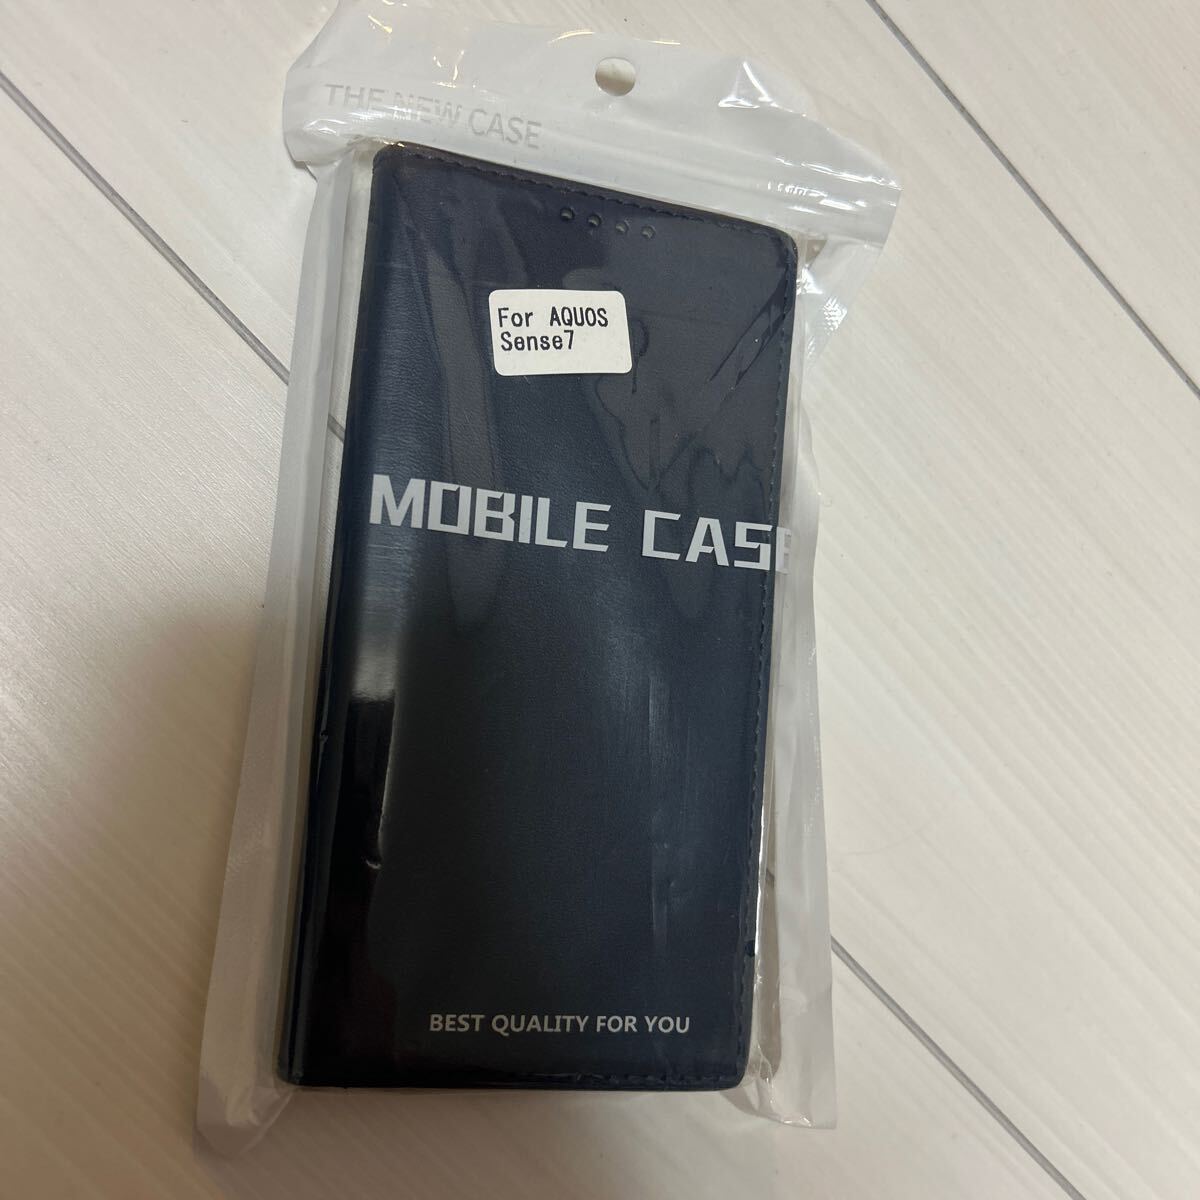 THE NEW CASE
For AQUOS
Sense7
MOBILE CASE
BEST QUALITY FOR YOU